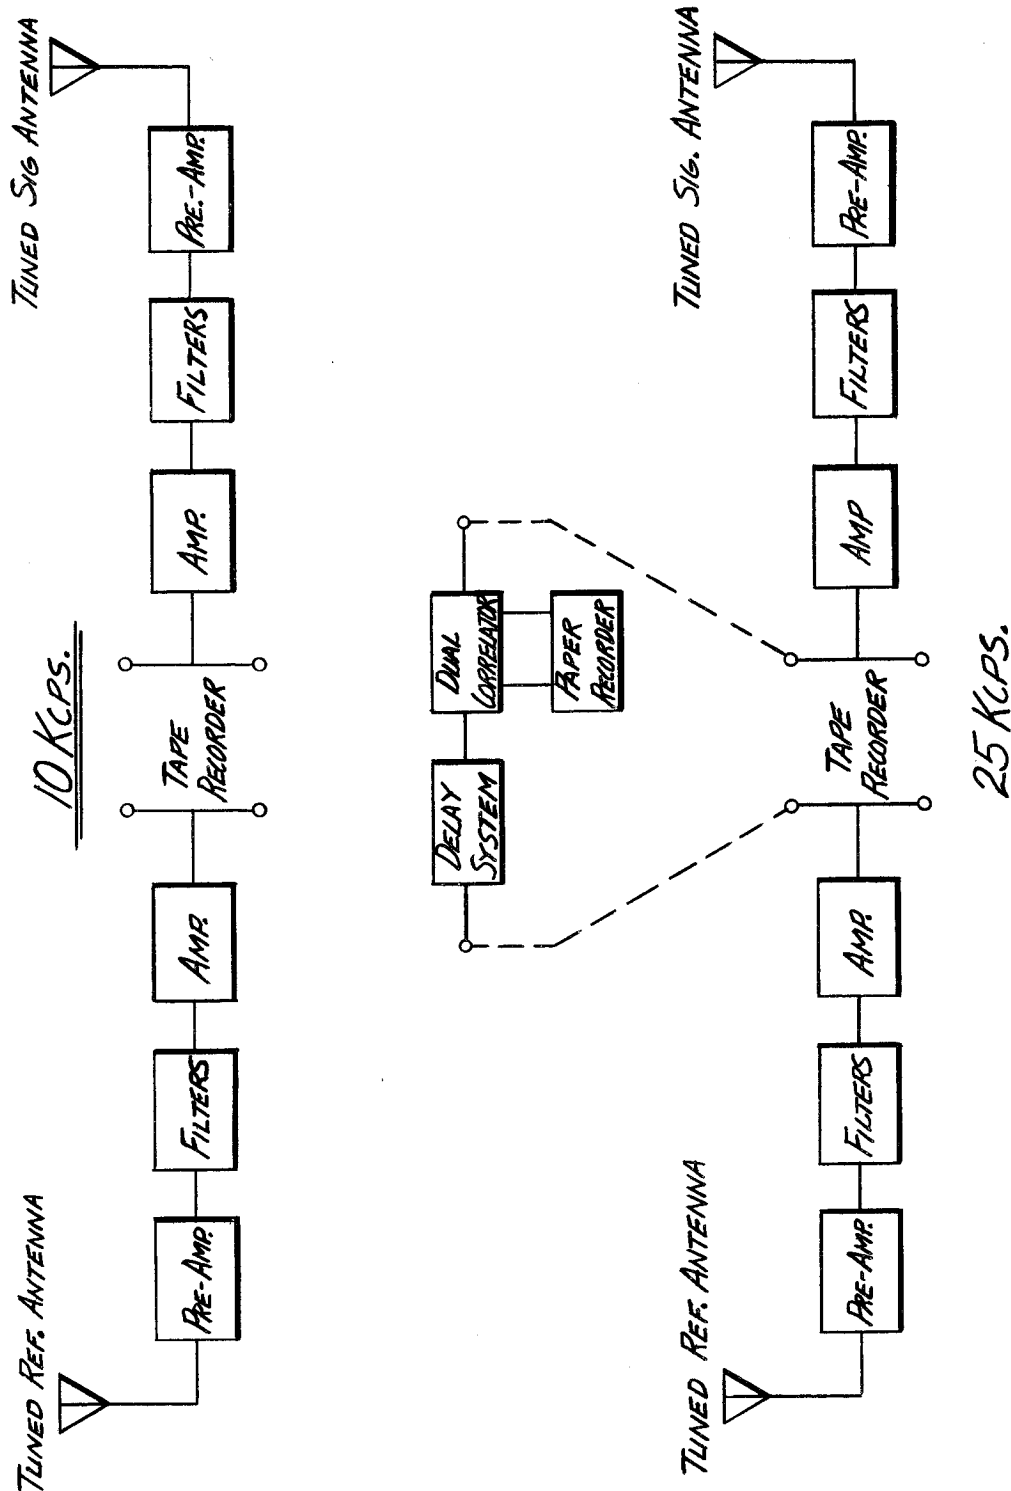 10 KCPS.
TUNED REF. ANTENNA
TUNED SIG ANTENNA
PRE-AMP.
FILTERS
AMP.
TAPE
RECORDER
AMP.
FILTERS
PRE.-AMP.
DELAY
SYSTEM
DUAL
CORRELATOR
PAPER
RECORDER
TUNED REF. ANTENNA
TUNED SIG. ANTENNA
PRE-AMP.
FILTERS
AMP.
TAPE
RECORDER
AMP
FILTERS
PRE-AMP.
25 KCPS.